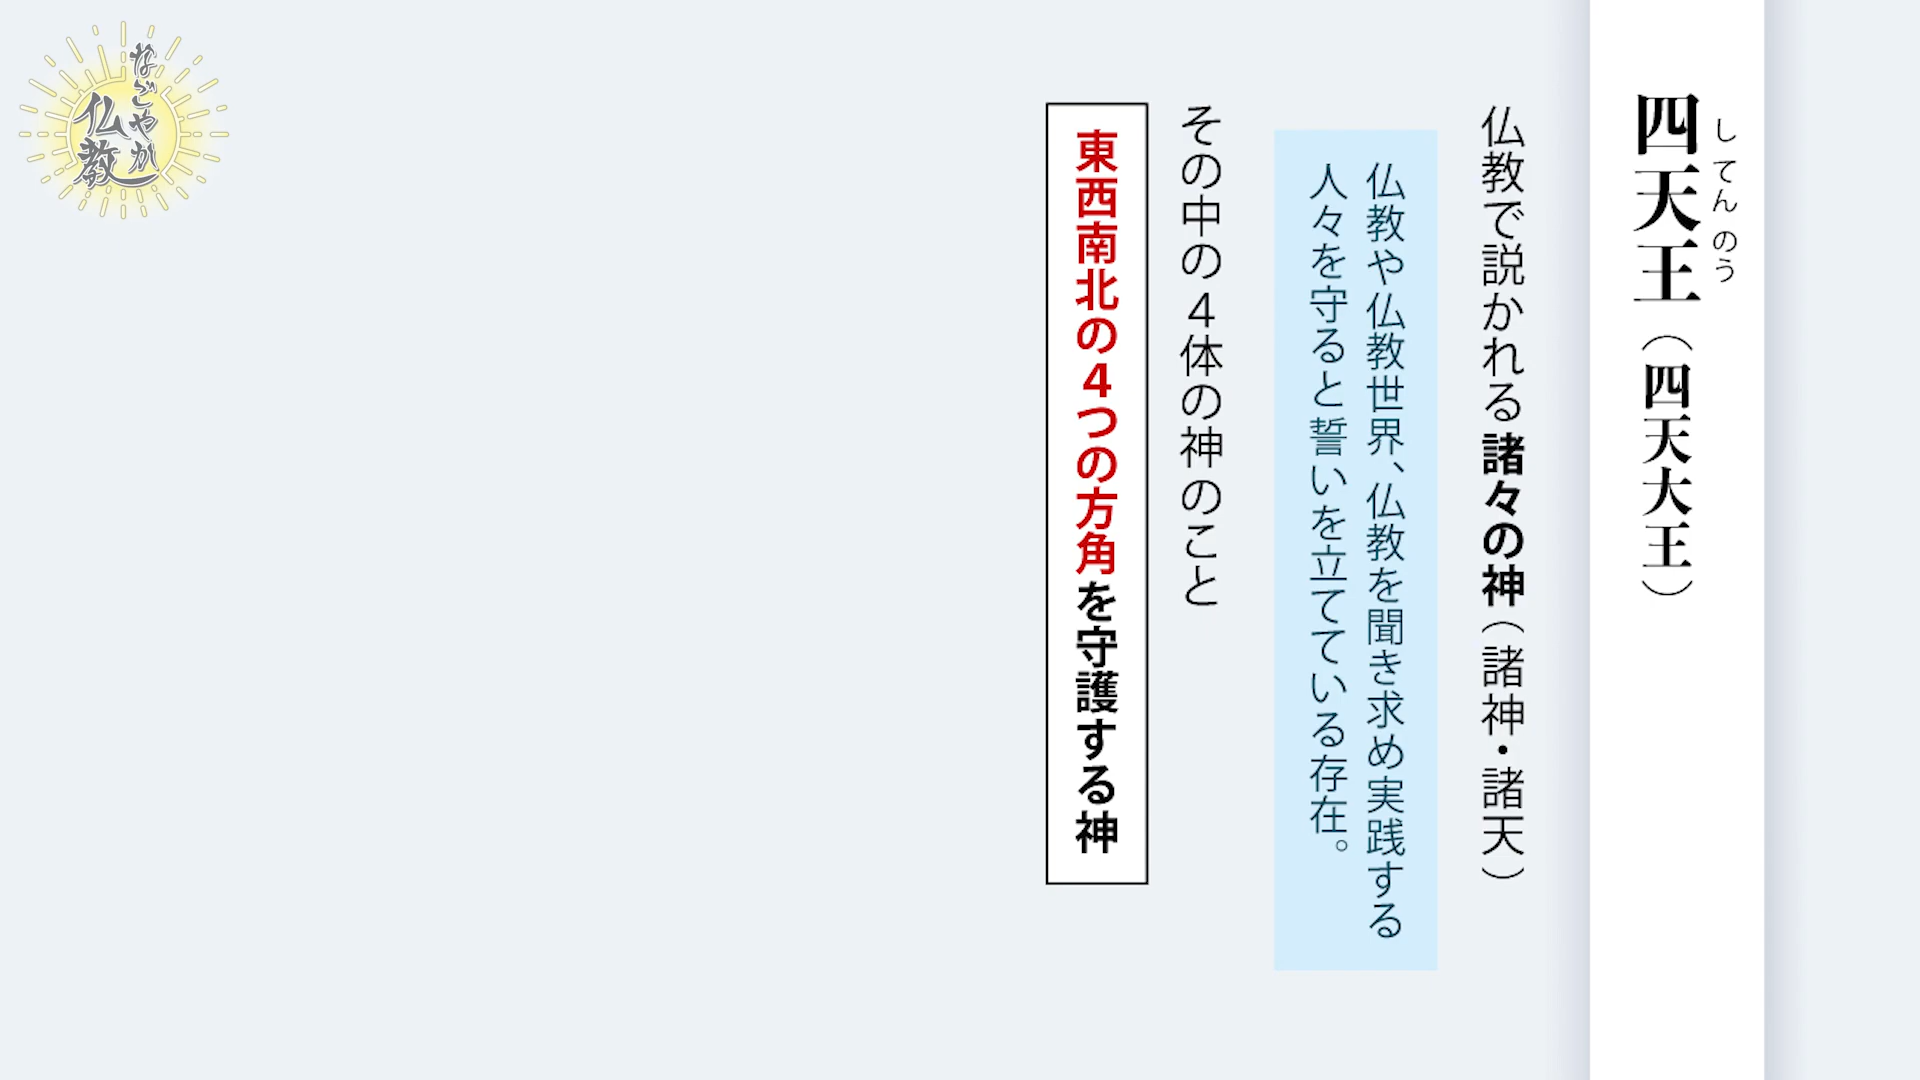 四天王（四天大王）
してんのう
仏教で説かれる諸々の神（諸神・諸天）
仏教や仏教世界、仏教を聞き求め実践する
人々を守ると誓いを立てている存在。
その中の４体の神のこと
東西南北の４つの方角を守護する神
なごやか
仏教